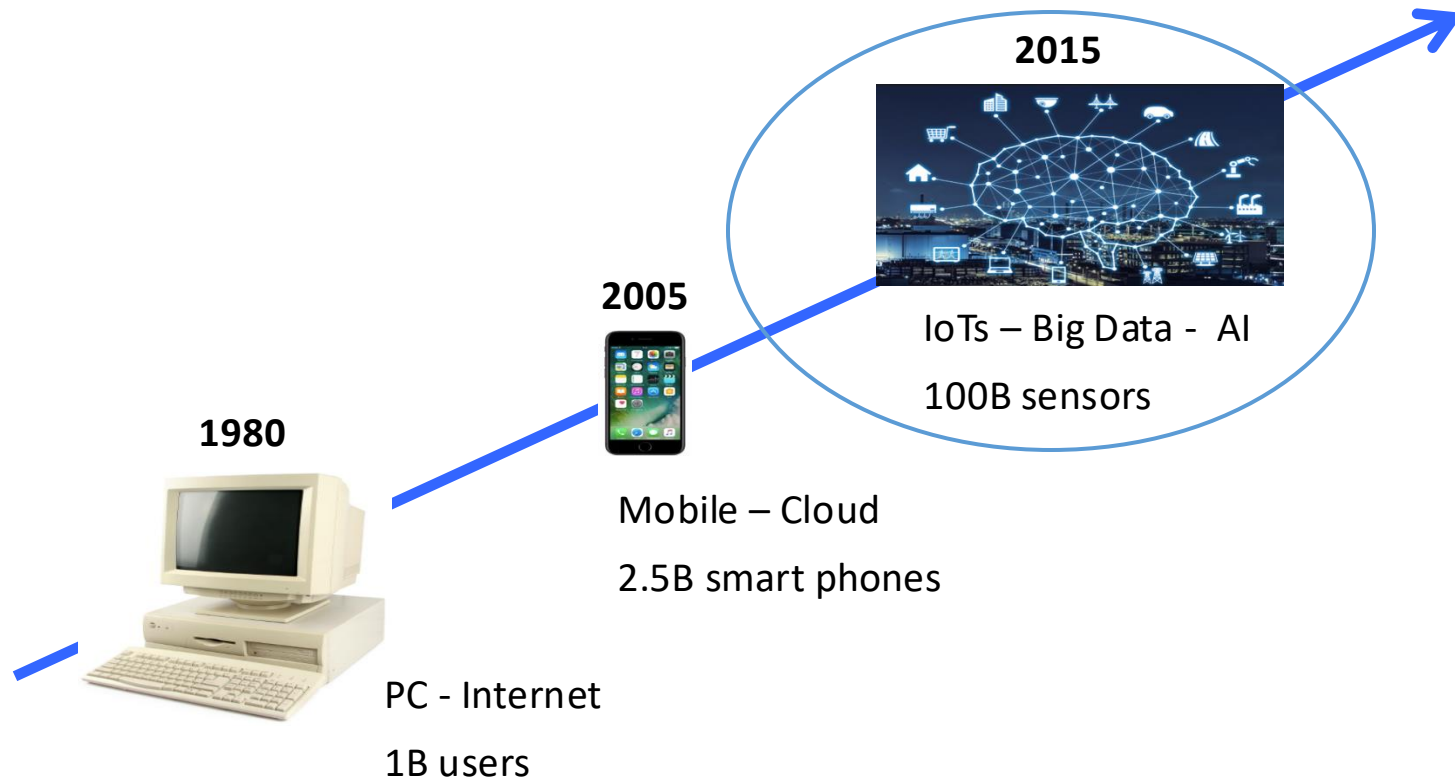 2015
2005
IoTs – Big Data - AI
100B sensors
1980
Mobile – Cloud
2.5B smart phones
PC - Internet
1B users